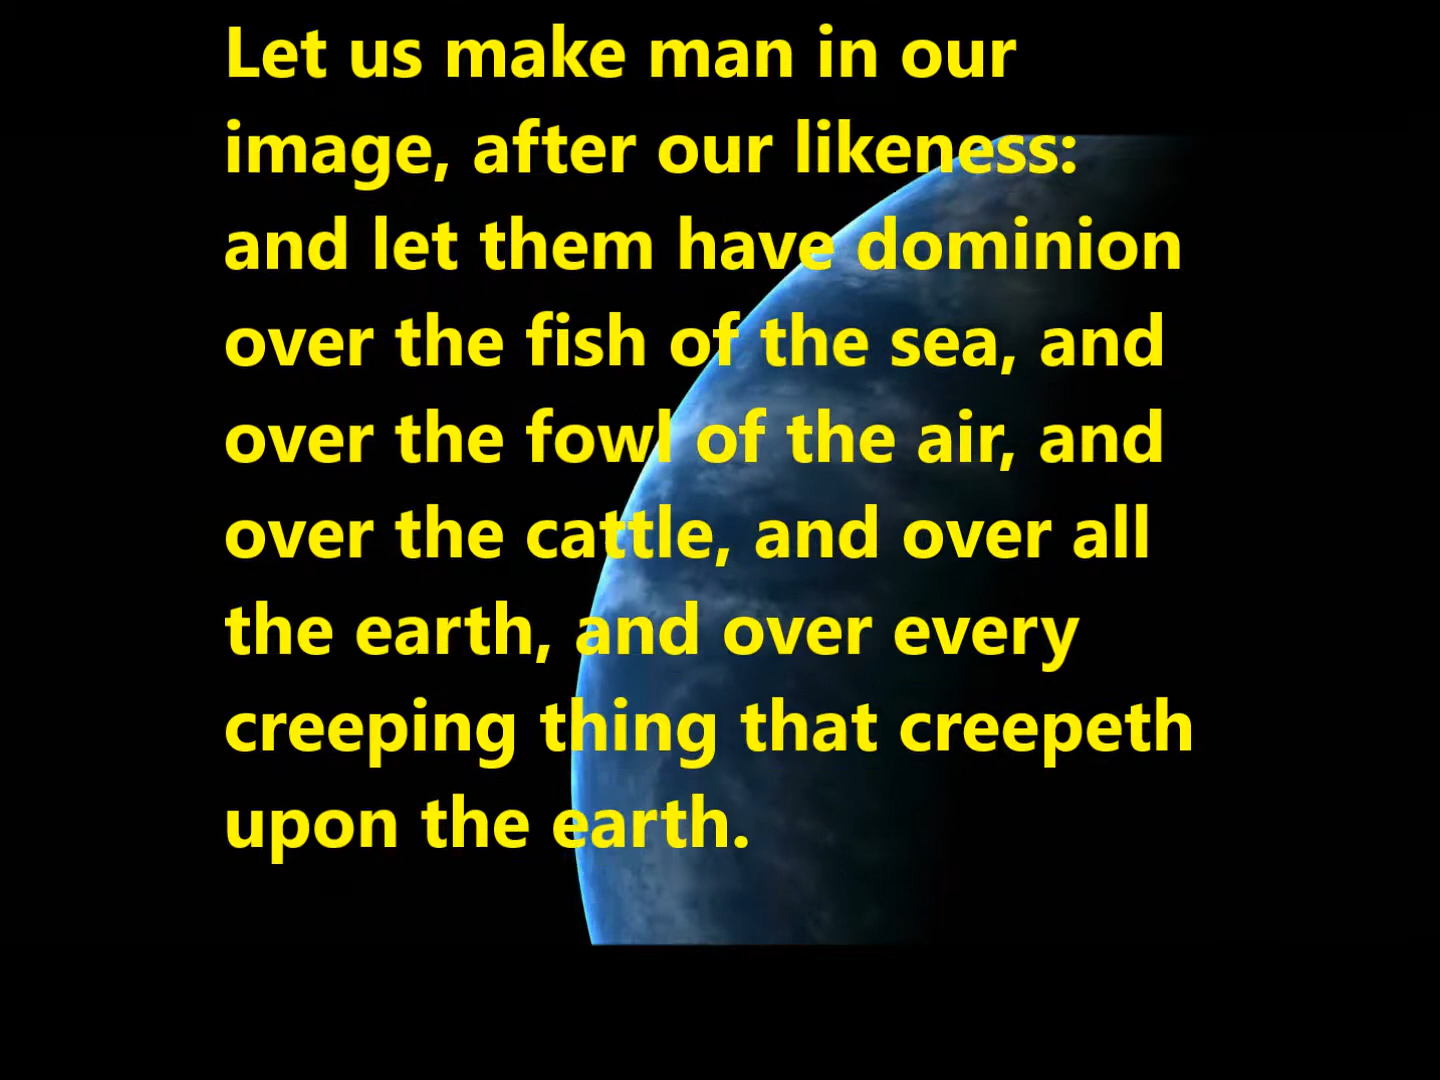 Let us make man in our
image, after our likeness:
and let them have dominion
over the fish of the sea, and
over the fowl of the air, and
over the cattle, and over all
the earth, and over every
creeping thing that creepeth
upon the earth.